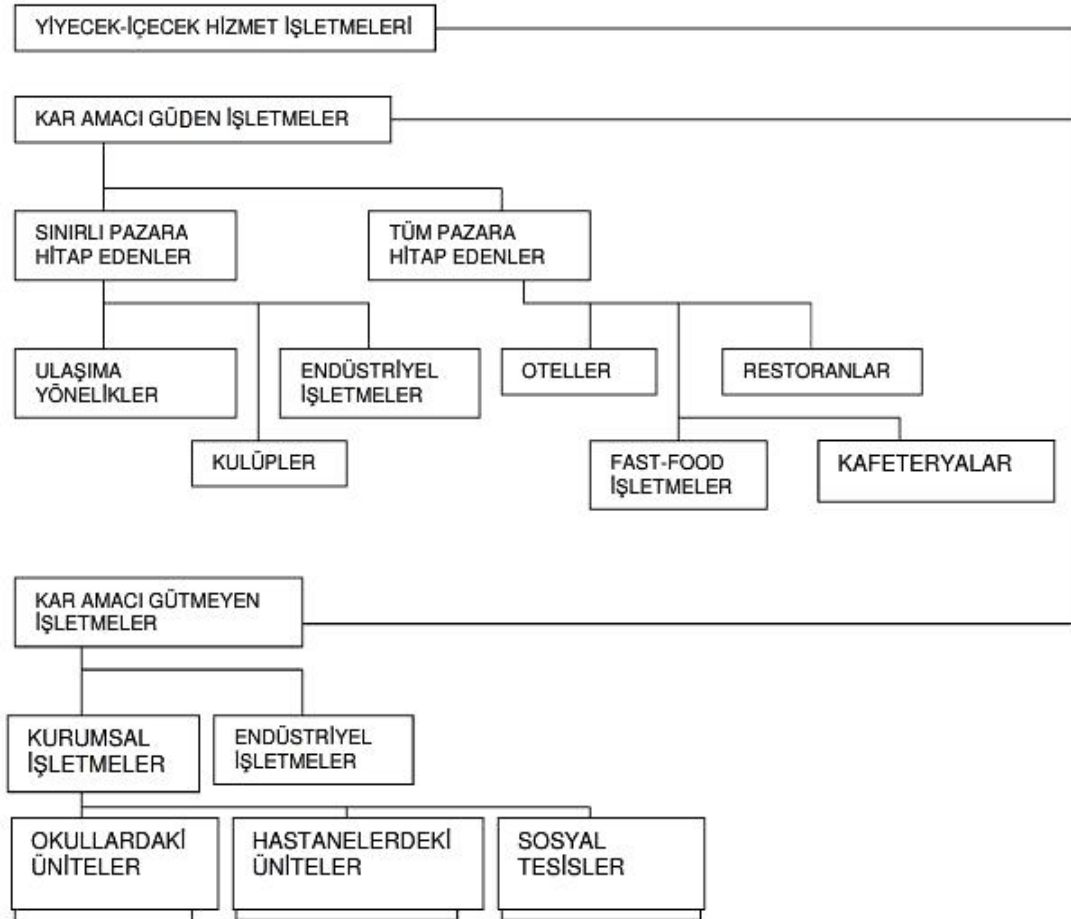 YİYECEK-İÇECEK HİZMET İŞLETMELERİ
KAR AMACI GÜDEN İŞLETMELER
SINIRLI PAZARA
HİTAP EDENLER
TÜM PAZARA
HİTAP EDENLER
ULAŞIMA
YÖNELİKLER
ENDÜSTRİYEL
İŞLETMELER
OTELLER
RESTORANLAR
KULÜPLER
FAST-FOOD
İŞLETMELER
KAFETERYALAR
KAR AMACI GÜTMEYEN
İŞLETMELER
KURUMSAL
İŞLETMELER
ENDÜSTRİYEL
İŞLETMELER
OKULLARDAKİ
ÜNİTELER
HASTANELERDEKİ
ÜNİTELER
SOSYAL
TESİSLER